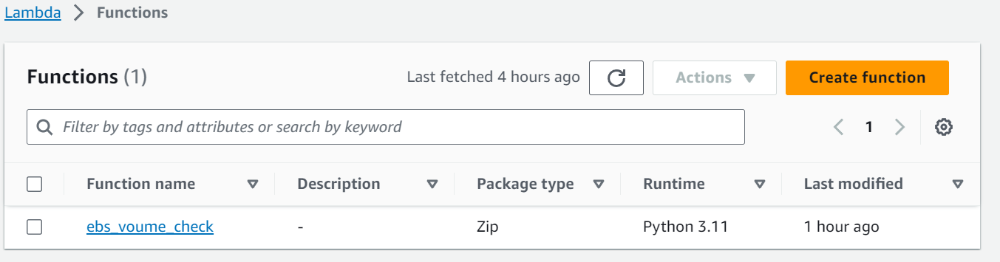 Lambda > Functions
Functions (1) Last fetched 4 hours ago Actions Create function
Filter by tags and attributes or search by keyword 1
Function name Description Package type Runtime Last modified
ebs_voume_check - Zip Python 3.11 1 hour ago